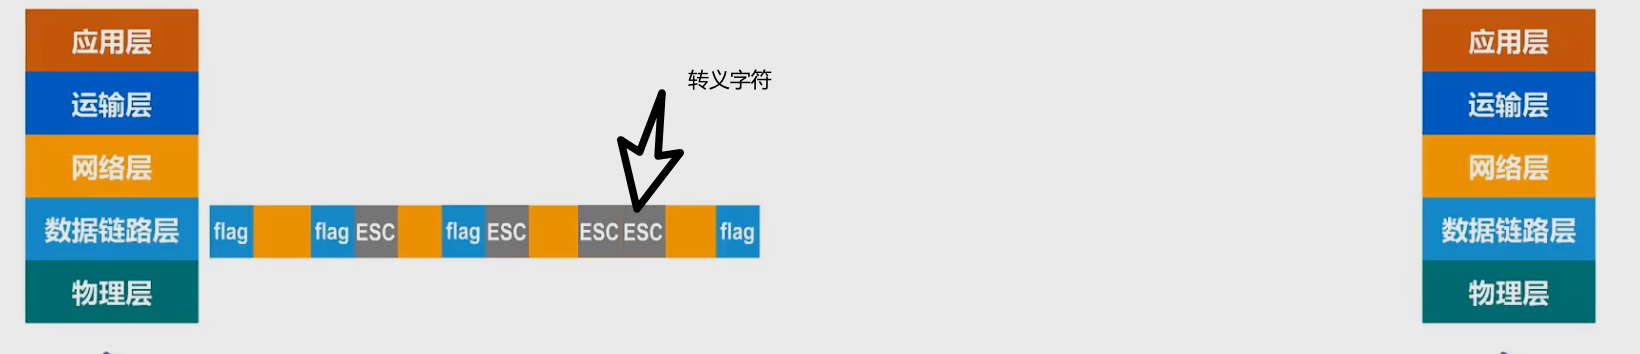 应用层
运输层
网络层
数据链路层
物理层
转义字符
flag flag ESC flag ESC ESC ESC flag
应用层
运输层
网络层
数据链路层
物理层